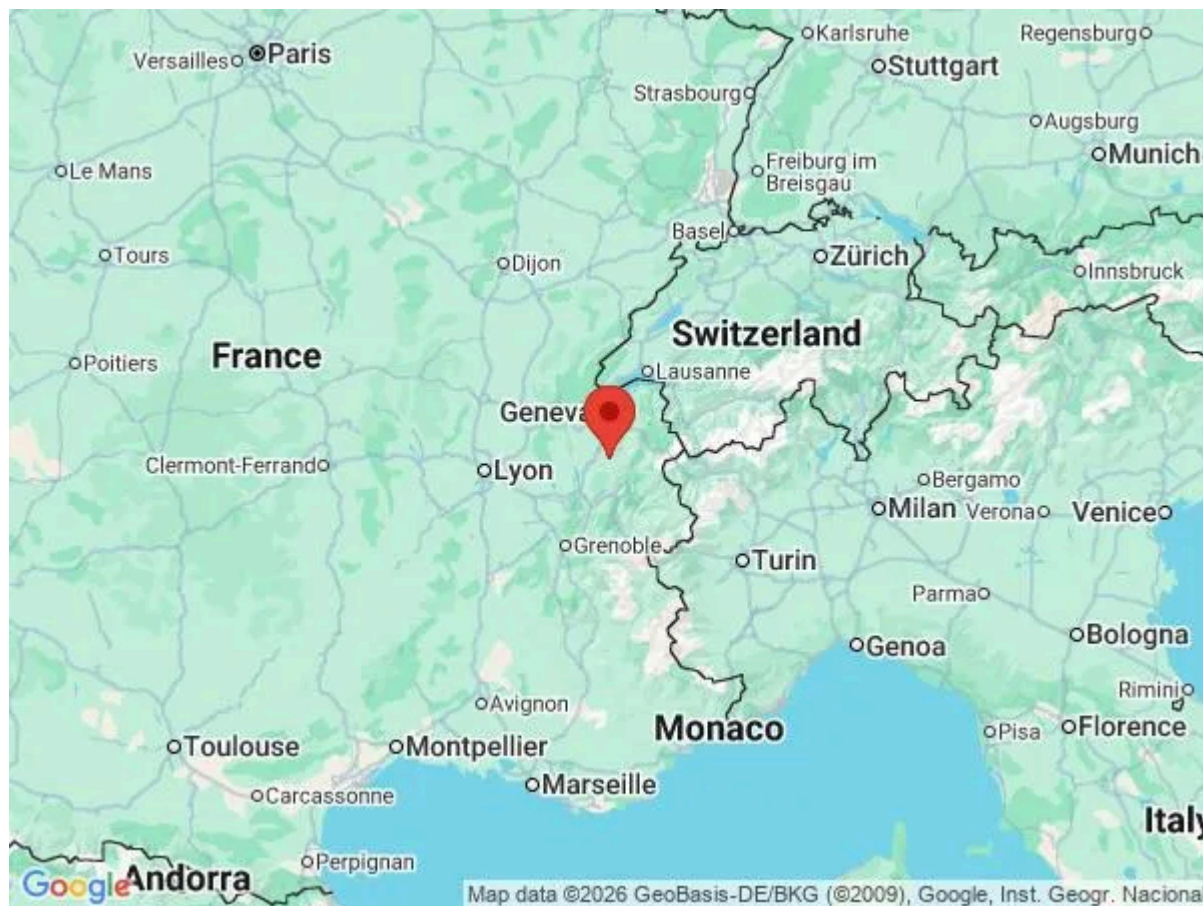 Karlsruhe
Regensburg
Versailles
Paris
Stuttgart
Strasbourg
Augsburg
Munich
Le Mans
Freiburg im
Breisgau
Basel
Tours
Dijon
Zürich
Innsbruck
Switzerland
France
Poitiers
Lausanne
Geneva
Clermont-Ferrand
Lyon
Bergamo
Milan
Verona
Venice
Grenoble
Turin
Parma
Bologna
Genoa
Rimini
Avignon
Monaco
Pisa
Florence
Toulouse
Montpellier
Marseille
Carcassonne
Italy
Perpignan
Andorra
Google
Map data ©2026 GeoBasis-DE/BKG (©2009), Google, Inst. Geogr. Nacional